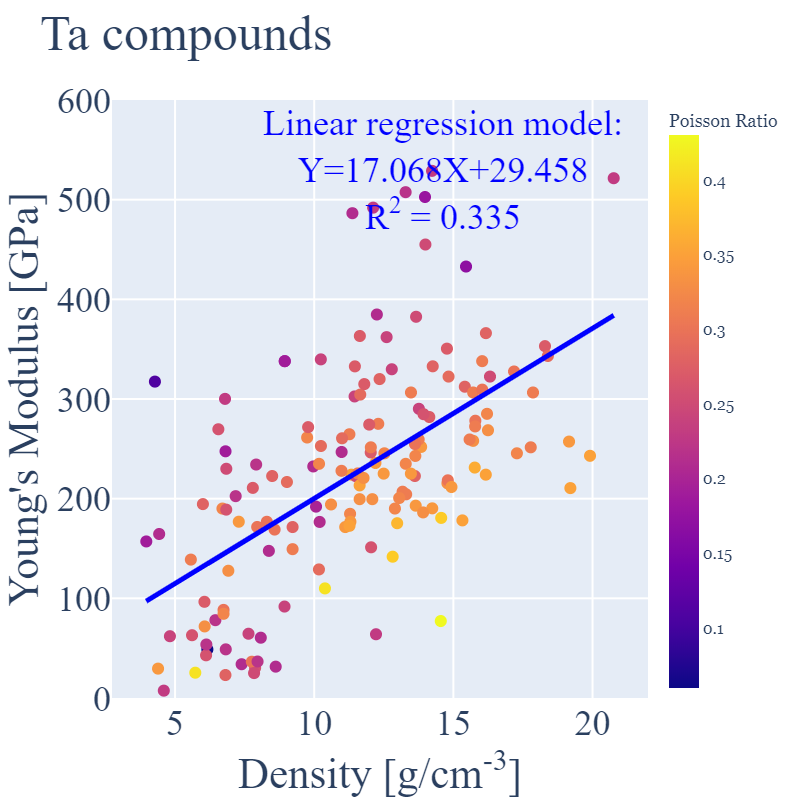 Ta compounds
Linear regression model:
Y=17.068X+29.458
R² = 0.335
600
500
400
300
200
100
0
Young's Modulus [GPa]
5
10
15
20
Density [g/cm⁻³]
Poisson Ratio
0.4
0.35
0.3
0.25
0.2
0.15
0.1